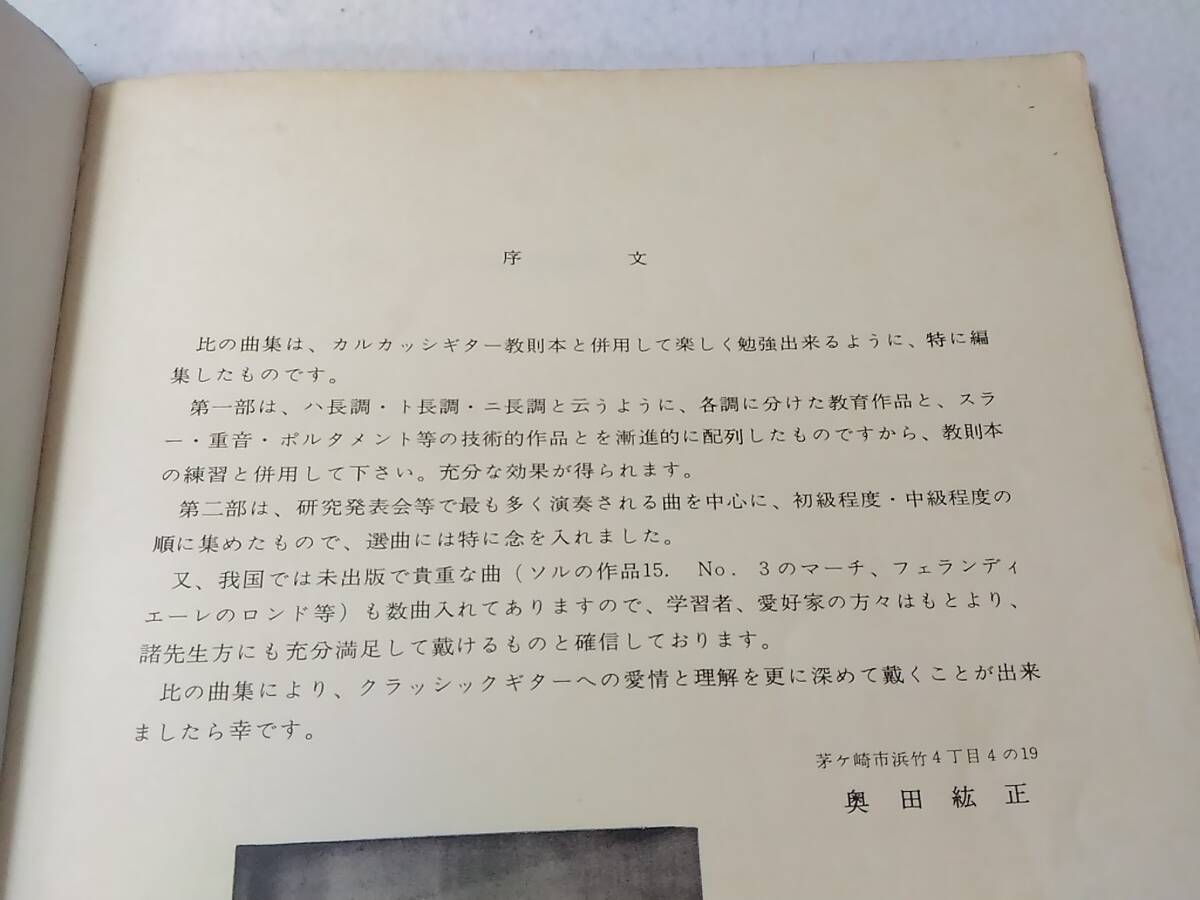 序　文
比の曲集は、カルカッシギター教則本と併用して楽しく勉強出来るように、特に編
集したものです。
第一部は、ハ長調・ト長調・ニ長調と云うように、各調に分けた教育作品と、スラ
ー・重音・ポルタメント等の技術的作品とを漸進的に配列したものですから、教則本
の練習と併用して下さい。充分な効果が得られます。
第二部は、研究発表会等で最も多く演奏される曲を中心に、初級程度・中級程度の
順に集めたもので、選曲には特に念を入れました。
又、我国では未出版で貴重な曲（ソルの作品15．No．3のマーチ、フェランディ
エーレのロンド等）も数曲入れてありますので、学習者、愛好家の方々はもとより、
諸先生方にも充分満足して戴けるものと確信しております。
比の曲集により、クラッシックギターへの愛情と理解を更に深めて戴くことが出来
ましたら幸です。
茅ケ崎市浜竹4丁目4の19
奥田紘正